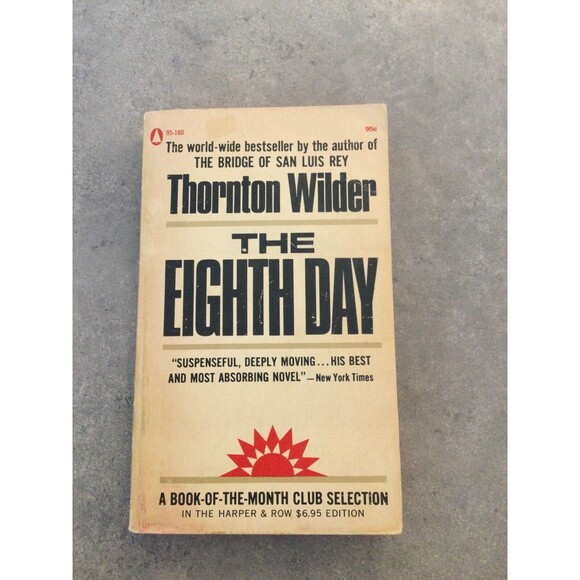 95-180 95c
The world-wide bestseller by the author of
THE BRIDGE OF SAN LUIS REY
Thornton Wilder
THE
EIGHTH DAY
"SUSPENSEFUL, DEEPLY MOVING...HIS BEST
AND MOST ABSORBING NOVEL"—New York Times
A BOOK-OF-THE-MONTH CLUB SELECTION
IN THE HARPER & ROW $6.95 EDITION